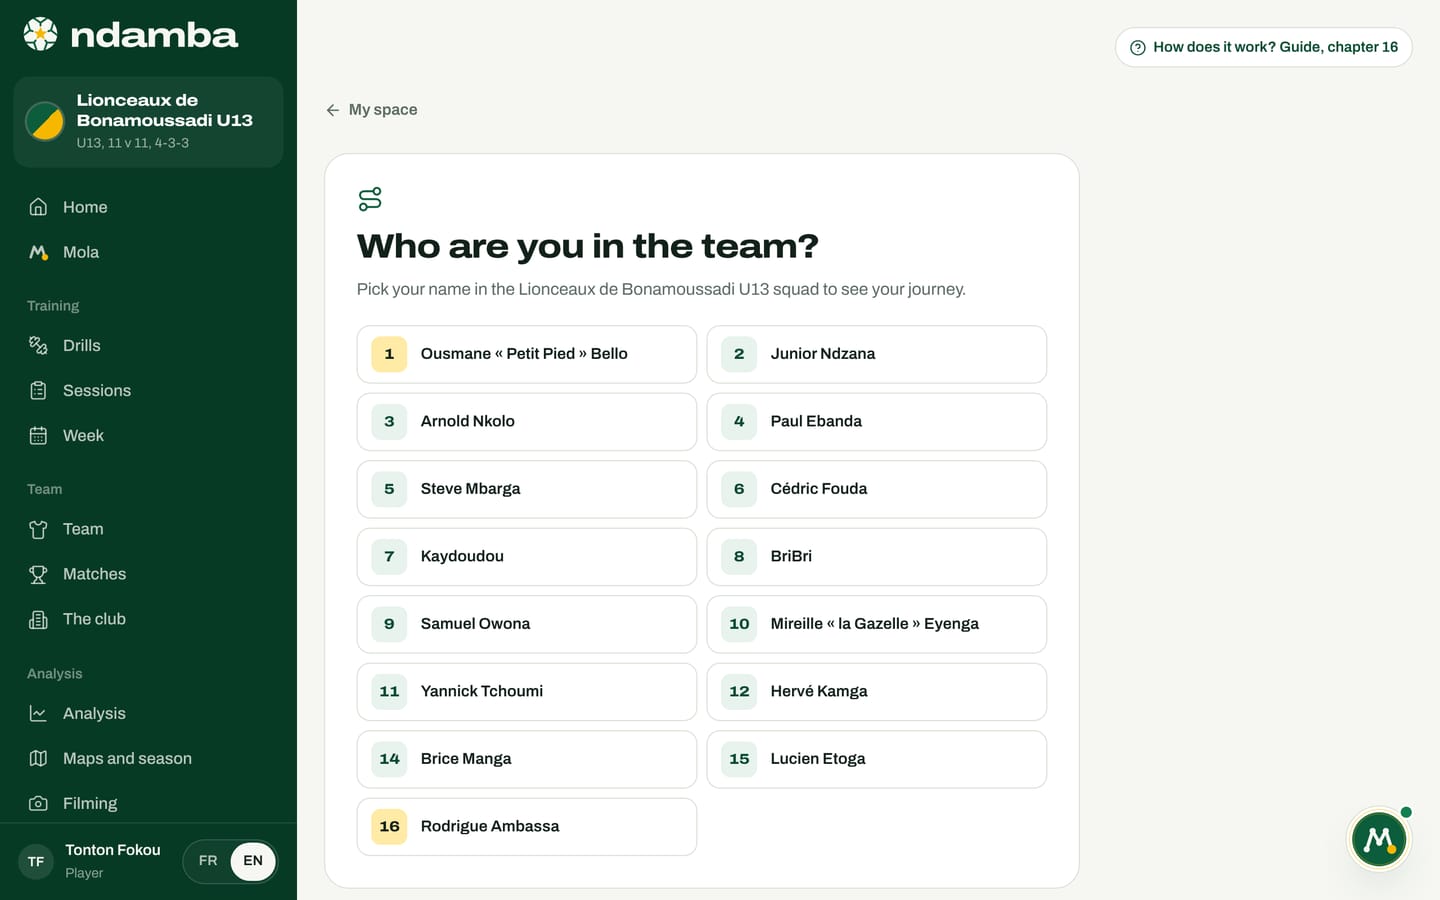 ndamba
Lionceaux de
Bonamoussadi U13
U13, 11 v 11, 4-3-3
Home
Mola
Training
Drills
Sessions
Week
Team
Team
Matches
The club
Analysis
Analysis
Maps and season
Filming
TF
Tonton Fokou
Player
FR
EN
How does it work? Guide, chapter 16
My space
Who are you in the team?
Pick your name in the Lionceaux de Bonamoussadi U13 squad to see your journey.
1 Ousmane « Petit Pied » Bello
2 Junior Ndzana
3 Arnold Nkolo
4 Paul Ebanda
5 Steve Mbarga
6 Cédric Fouda
7 Kaydoudou
8 BriBri
9 Samuel Owona
10 Mireille « la Gazelle » Eyenga
11 Yannick Tchoumi
12 Hervé Kamga
14 Brice Manga
15 Lucien Etoga
16 Rodrigue Ambassa